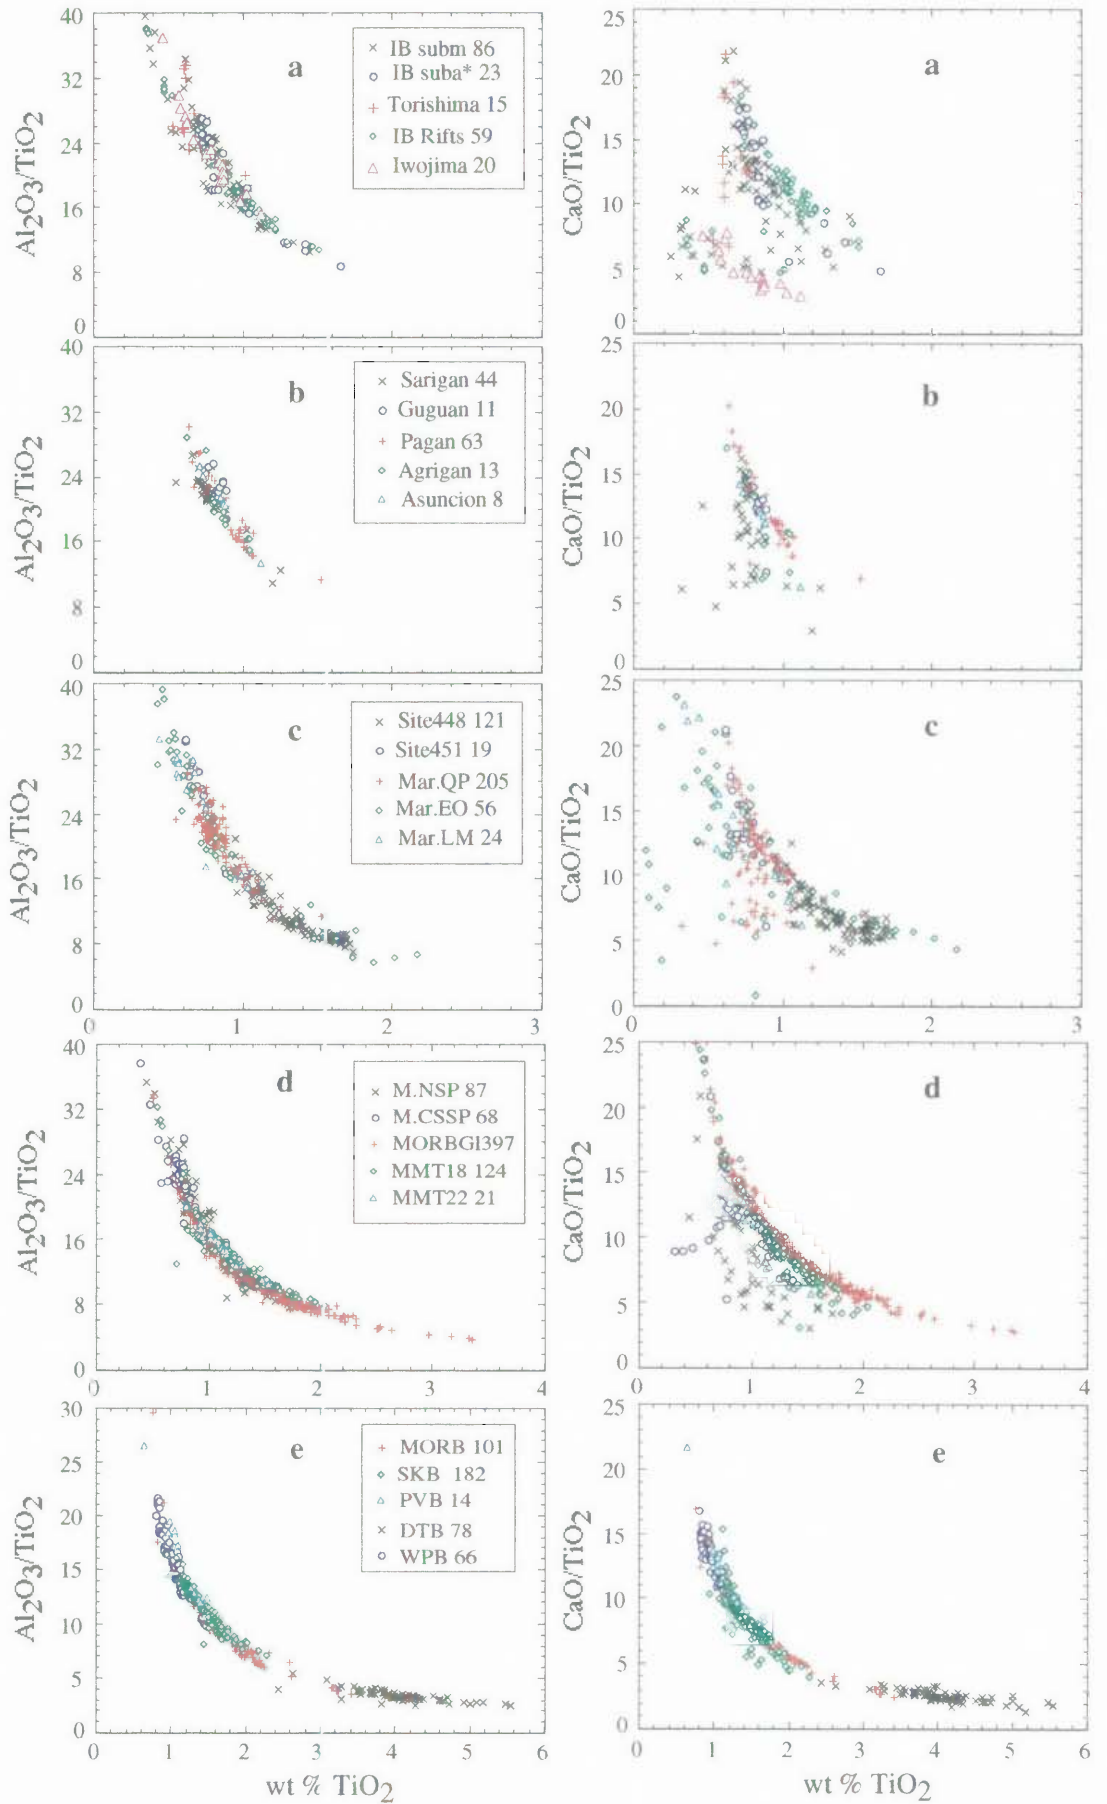 40
32
24
16
8
0
Al2O3/TiO2
a
IB subm 86
IB suba* 23
Torishima 15
IB Rifts 59
Iwojima 20
25
20
15
10
5
0
CaO/TiO2
a
40
32
24
16
8
0
Al2O3/TiO2
b
Sarigan 44
Guguan 11
Pagan 63
Agrigan 13
Asuncion 8
25
20
15
10
5
0
CaO/TiO2
b
40
32
24
16
8
0
Al2O3/TiO2
c
Site448 121
Site451 19
Mar.QP 205
Mar.EO 56
Mar.LM 24
0 1 2 3
25
20
15
10
5
0
CaO/TiO2
c
0 1 2 3
40
32
24
16
8
0
Al2O3/TiO2
d
M.NSP 87
M.CSSP 68
MORBGl397
MMT18 124
MMT22 21
0 1 2 3 4
25
20
15
10
5
0
CaO/TiO2
d
0 1 2 3 4
30
25
20
15
10
5
0
Al2O3/TiO2
e
MORB 101
SKB 182
PVB 14
DTB 78
WPB 66
0 1 2 3 4 5 6
wt % TiO2
25
20
15
10
5
0
CaO/TiO2
e
0 1 2 3 4 5 6
wt % TiO2